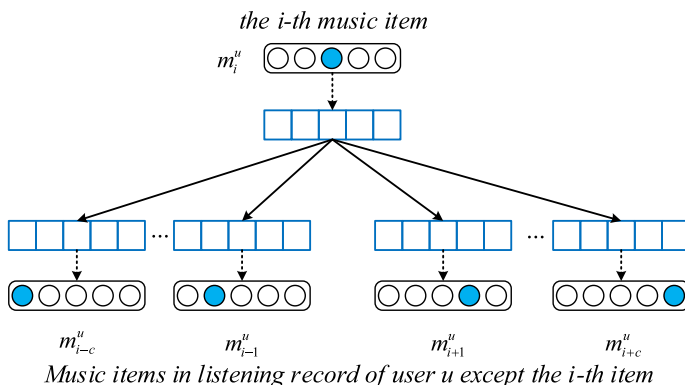 the i-th music item
m_i^u
... ...
m_{i-c}^u m_{i-1}^u m_{i+1}^u m_{i+c}^u
Music items in listening record of user u except the i-th item